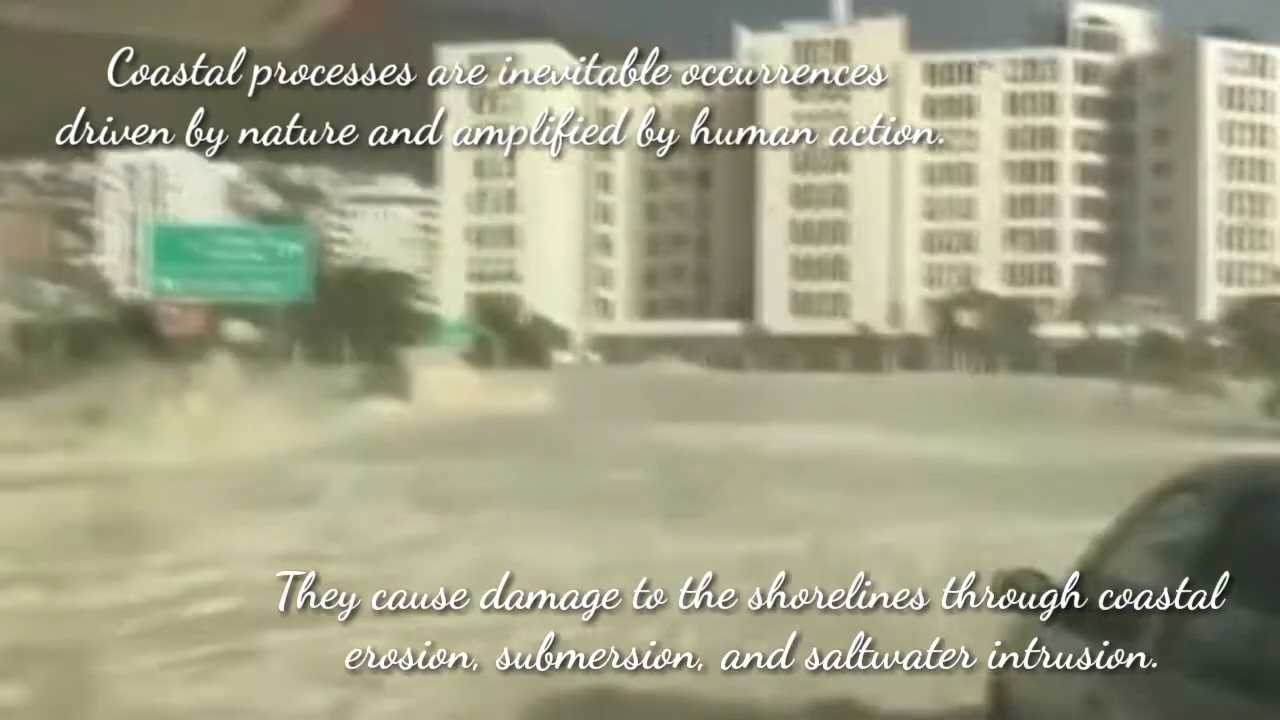 Coastal processes are inevitable occurrences
driven by nature and amplified by human action.
They cause damage to the shorelines through coastal
erosion, submersion, and saltwater intrusion.